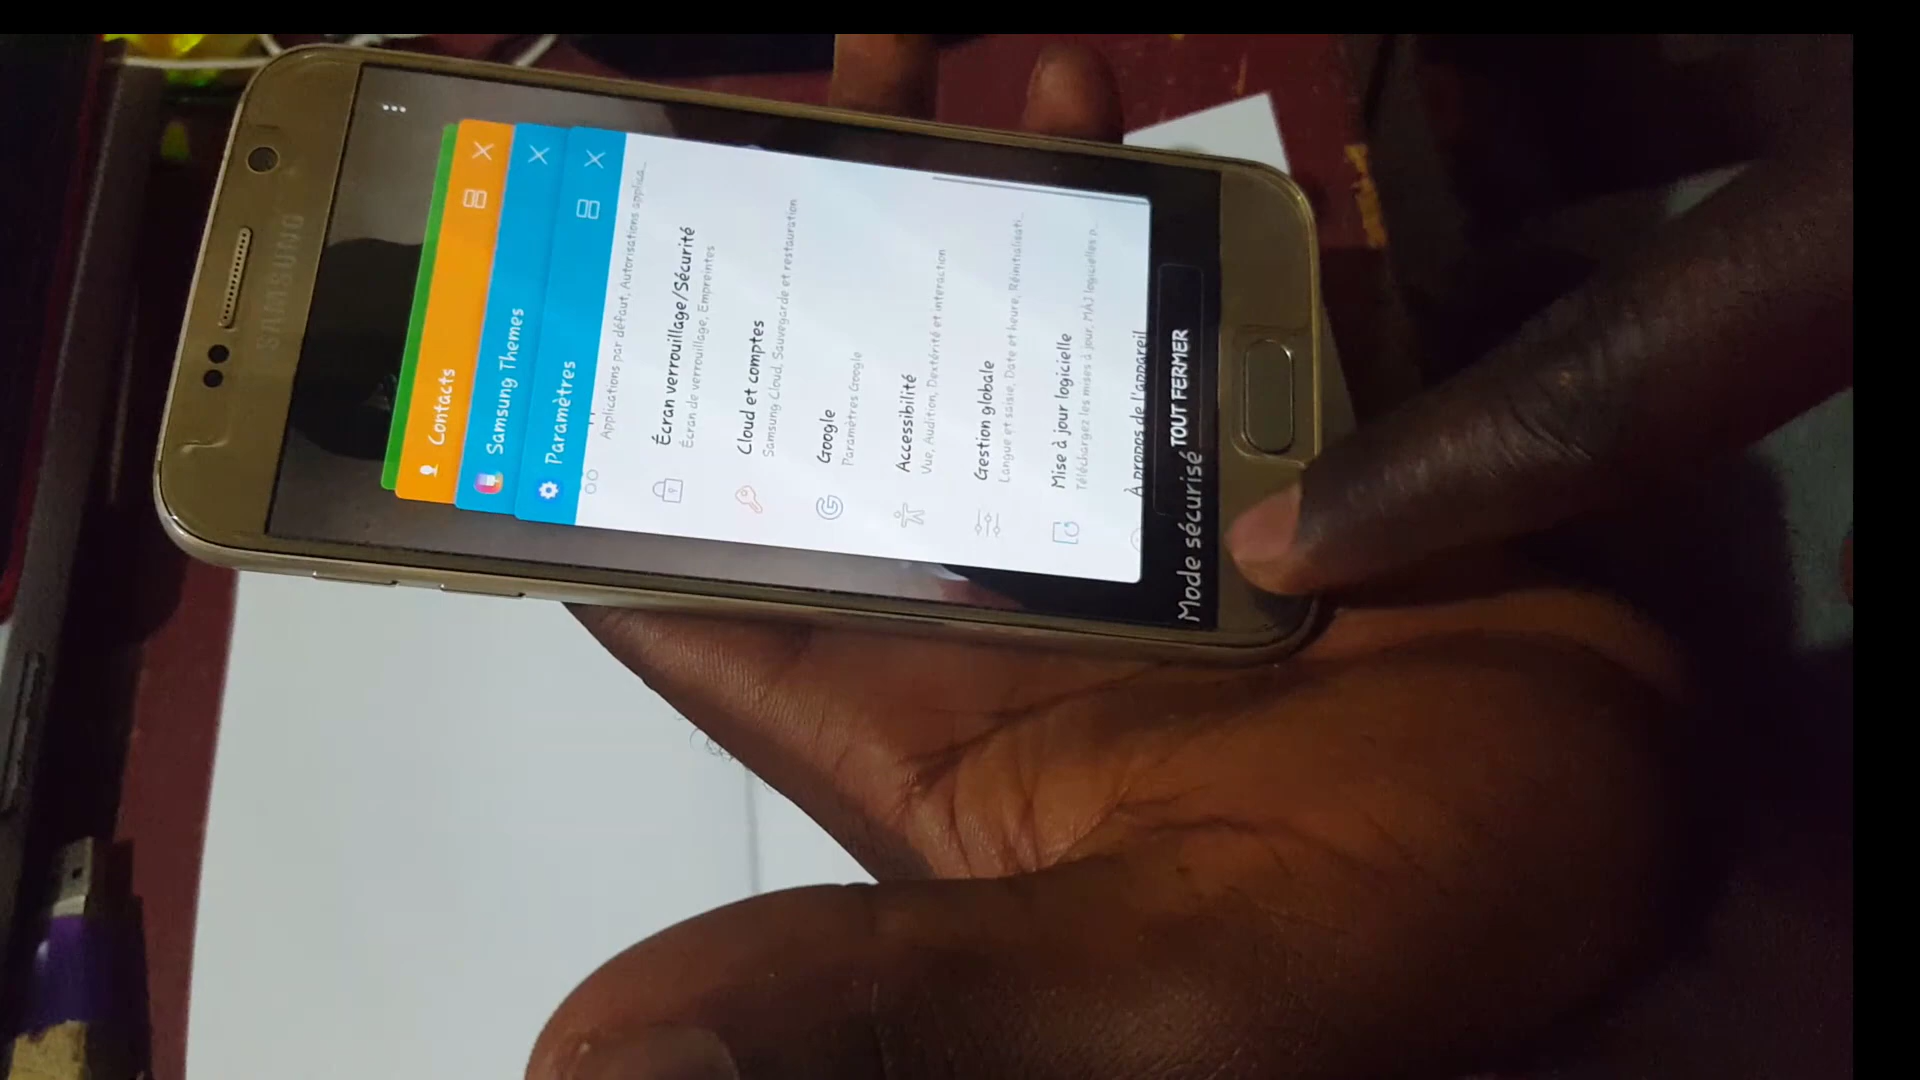 SAMSUNG
Contacts
Samsung Themes
Paramètres
Applications par défaut, Autorisations applica...
Écran verrouillage/Sécurité
Écran de verrouillage, Empreintes
Cloud et comptes
Samsung Cloud, Sauvegarde et restauration
Google
Paramètres Google
Accessibilité
Vue, Audition, Dextérité et interaction
Gestion globale
Langue et saisie, Date et heure, Réinitialisati...
Mise à jour logicielle
Téléchargez les mises à jour, MAJ logicielles p...
À propos de l'appareil
TOUT FERMER
Mode sécurisé